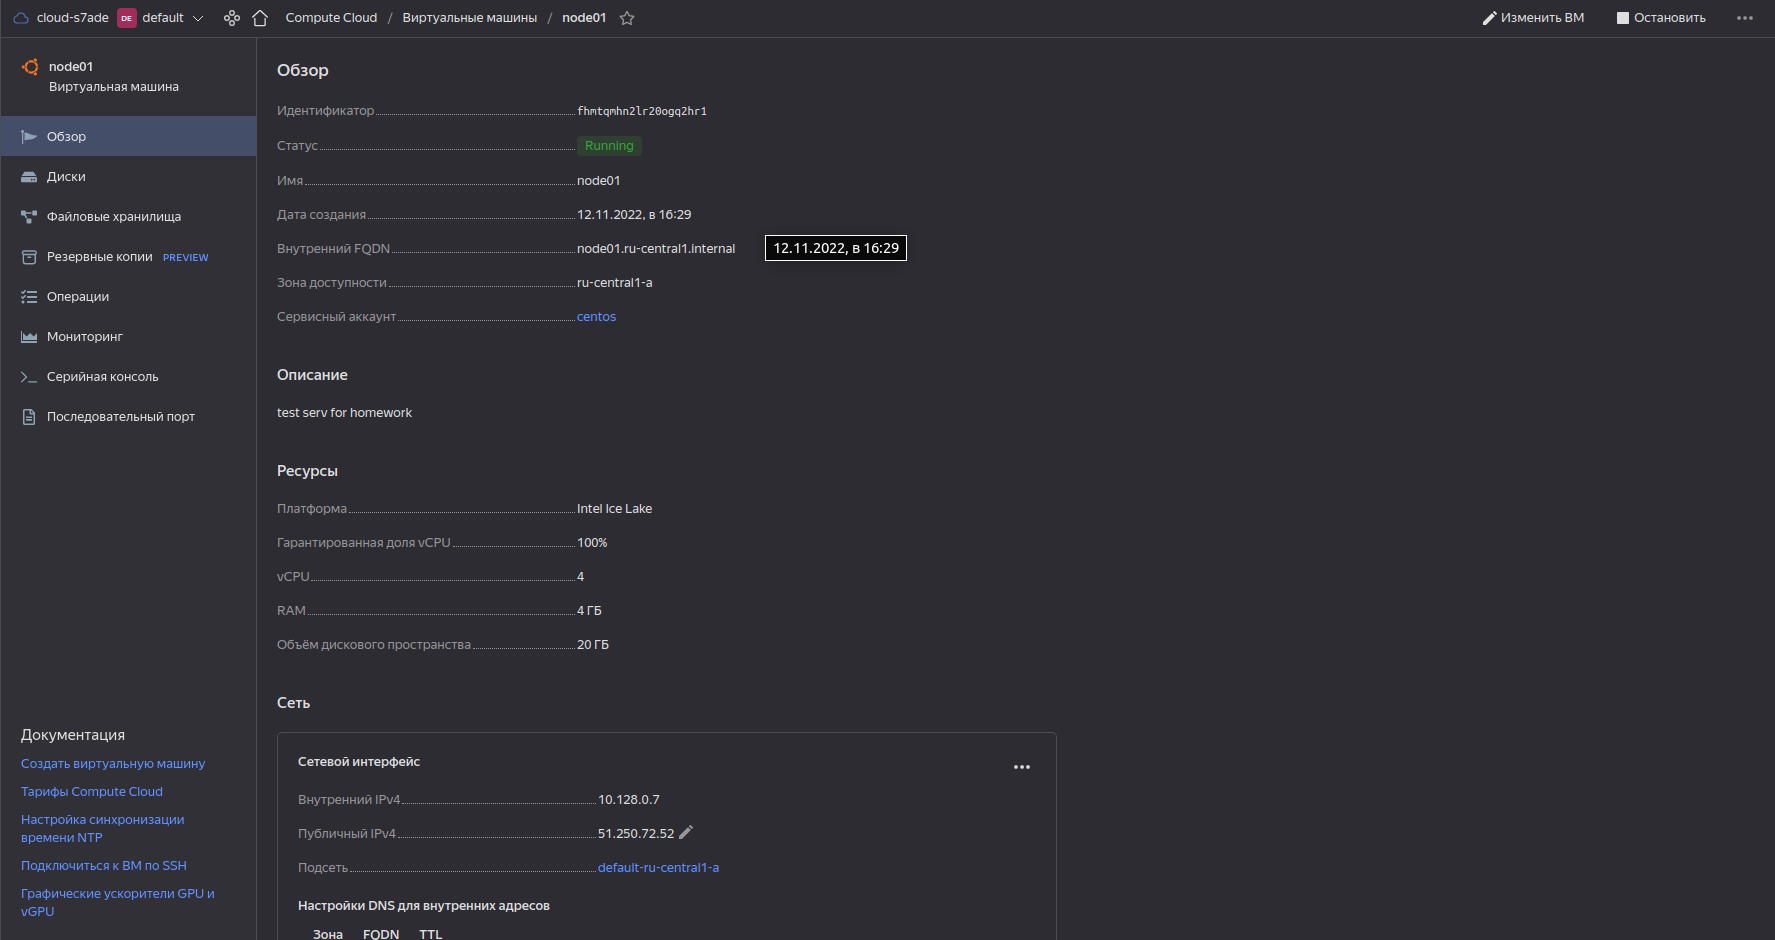 cloud-s7ade DE default Compute Cloud / Виртуальные машины / node01 Изменить ВМ Остановить
node01
Виртуальная машина
Обзор
Диски
Файловые хранилища
Резервные копии PREVIEW
Операции
Мониторинг
Серийная консоль
Последовательный порт
Документация
Создать виртуальную машину
Тарифы Compute Cloud
Настройка синхронизации
времени NTP
Подключиться к ВМ по SSH
Графические ускорители GPU и
vGPU
Обзор
Идентификатор fhmtqmhn2lr20ogq2hr1
Статус Running
Имя node01
Дата создания 12.11.2022, в 16:29
Внутренний FQDN node01.ru-central1.internal
12.11.2022, в 16:29
Зона доступности ru-central1-a
Сервисный аккаунт centos
Описание
test serv for homework
Ресурсы
Платформа Intel Ice Lake
Гарантированная доля vCPU 100%
vCPU 4
RAM 4 ГБ
Объём дискового пространства 20 ГБ
Сеть
Сетевой интерфейс
Внутренний IPv4 10.128.0.7
Публичный IPv4 51.250.72.52
Подсеть default-ru-central1-a
Настройки DNS для внутренних адресов
Зона FQDN TTL